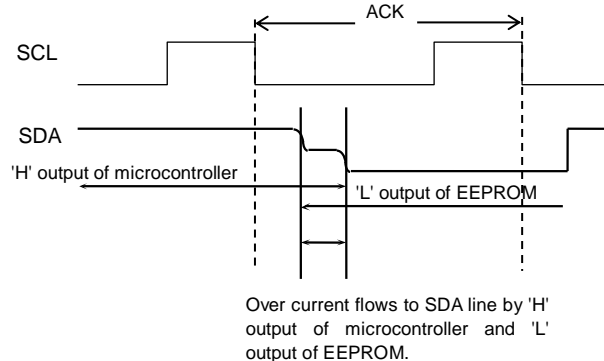 ACK
SCL
SDA
'H' output of microcontroller
'L' output of EEPROM
Over current flows to SDA line by 'H'
output of microcontroller and 'L'
output of EEPROM.